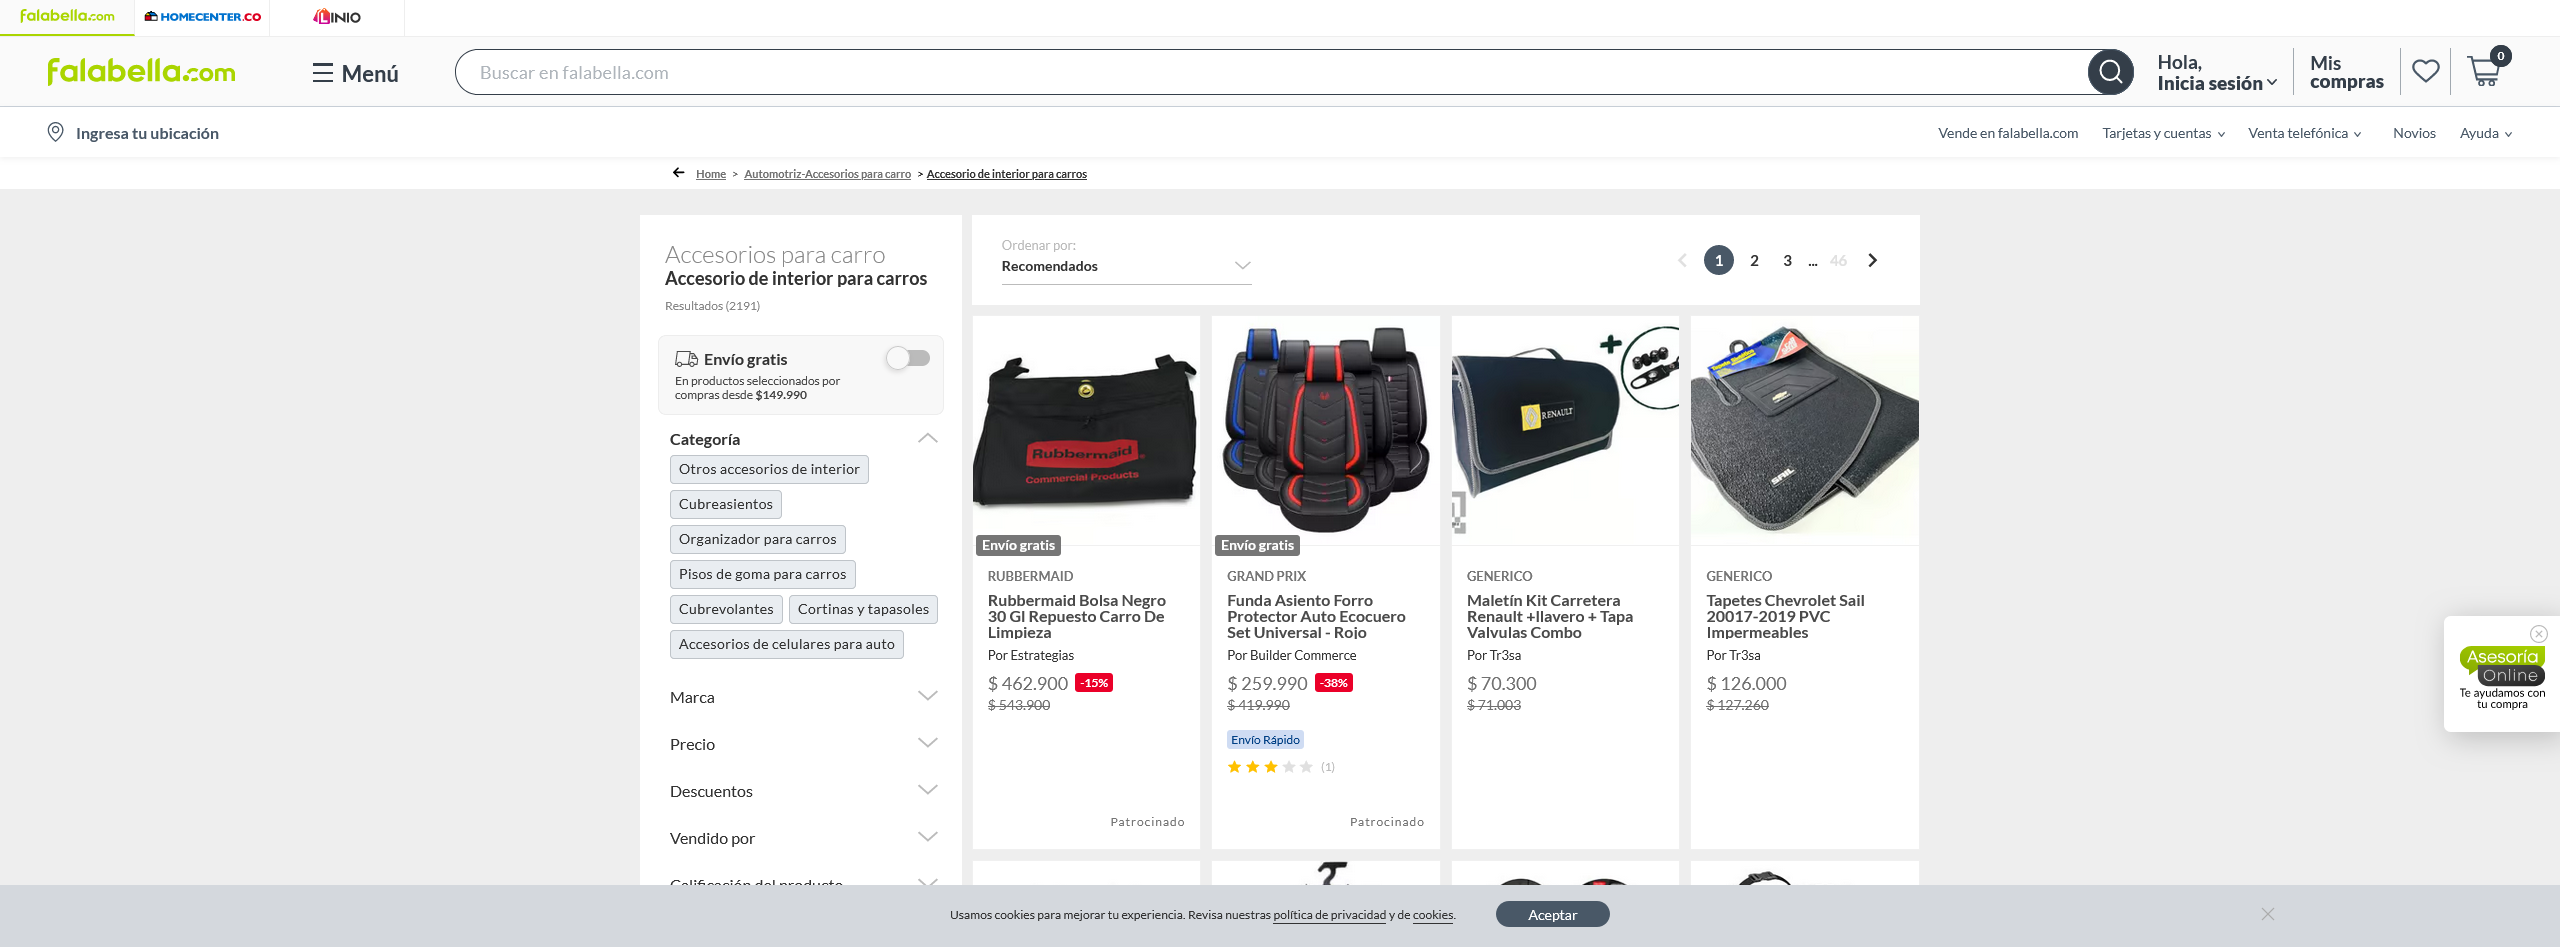 falabella.com
HOMECENTER.CO
LINIO
falabella.com
Menú
Buscar en falabella.com
Hola,
Inicia sesión
Mis
compras
0
Ingresa tu ubicación
Vende en falabella.com
Tarjetas y cuentas
Venta telefónica
Novios
Ayuda
Home > Automotriz-Accesorios para carro > Accesorio de interior para carros
Accesorios para carro
Accesorio de interior para carros
Resultados (2191)
Envío gratis
En productos seleccionados por
compras desde $149.990
Categoría
Otros accesorios de interior
Cubreasientos
Organizador para carros
Pisos de goma para carros
Cubrevolantes
Cortinas y tapasoles
Accesorios de celulares para auto
Marca
Precio
Descuentos
Vendido por
Calificación del producto
Ordenar por:
Recomendados
1 2 3 ... 46
Rubbermaid
Commercial Products
Envío gratis
RUBBERMAID
Rubbermaid Bolsa Negro
30 Gl Repuesto Carro De
Limpieza
Por Estrategias
$ 462.900 -15%
$ 543.900
Patrocinado
Envío gratis
GRAND PRIX
Funda Asiento Forro
Protector Auto Ecocuero
Set Universal - Rojo
Por Builder Commerce
$ 259.990 -38%
$ 419.990
Envío Rápido
(1)
Patrocinado
RENAULT
GENERICO
Maletín Kit Carretera
Renault +llavero + Tapa
Valvulas Combo
Por Tr3sa
$ 70.300
$ 71.003
SAIL
GENERICO
Tapetes Chevrolet Sail
20017-2019 PVC
Impermeables
Por Tr3sa
$ 126.000
$ 127.260
Asesoría
Online
Te ayudamos con
tu compra
Usamos cookies para mejorar tu experiencia. Revisa nuestras política de privacidad y de cookies.
Aceptar